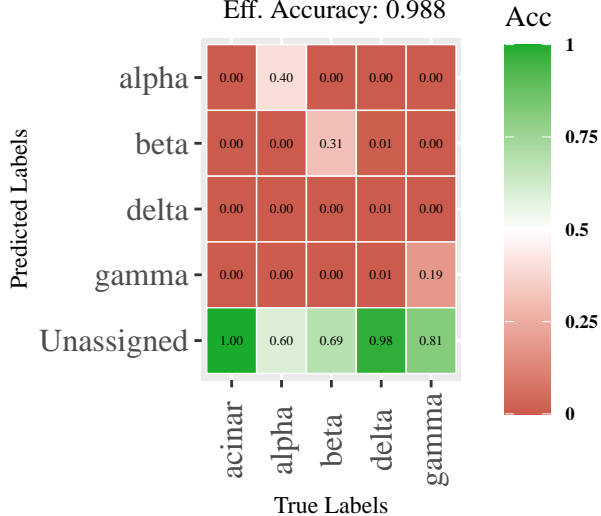 Eff. Accuracy: 0.988
Acc
Predicted Labels
alpha 0.00 0.40 0.00 0.00 0.00
beta 0.00 0.00 0.31 0.01 0.00
delta 0.00 0.00 0.00 0.01 0.00
gamma 0.00 0.00 0.00 0.01 0.19
Unassigned 1.00 0.60 0.69 0.98 0.81
acinar alpha beta delta gamma
True Labels
1
0.75
0.5
0.25
0